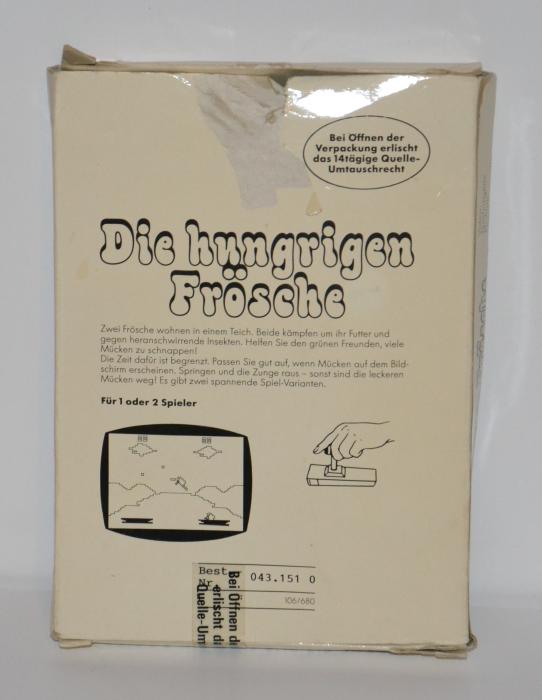 Bei Öffnen der
Verpackung erlischt
das 14tägige Quelle-
Umtauschrecht
Die hungrigen
Frösche
Zwei Frösche wohnen in einem Teich. Beide kämpfen um ihr Futter und
gegen heranschwirrende Insekten. Helfen Sie den grünen Freunden, viele
Mücken zu schnappen!
Die Zeit dafür ist begrenzt. Passen Sie gut auf, wenn Mücken auf dem Bild-
schirm erscheinen. Springen und die Zunge raus – sonst sind die leckeren
Mücken weg! Es gibt zwei spannende Spiel-Varianten.
Für 1 oder 2 Spieler
Best.
Nr.
043.151 0
106/680
Bei Öffnen de
erlischt da
Quelle-Um